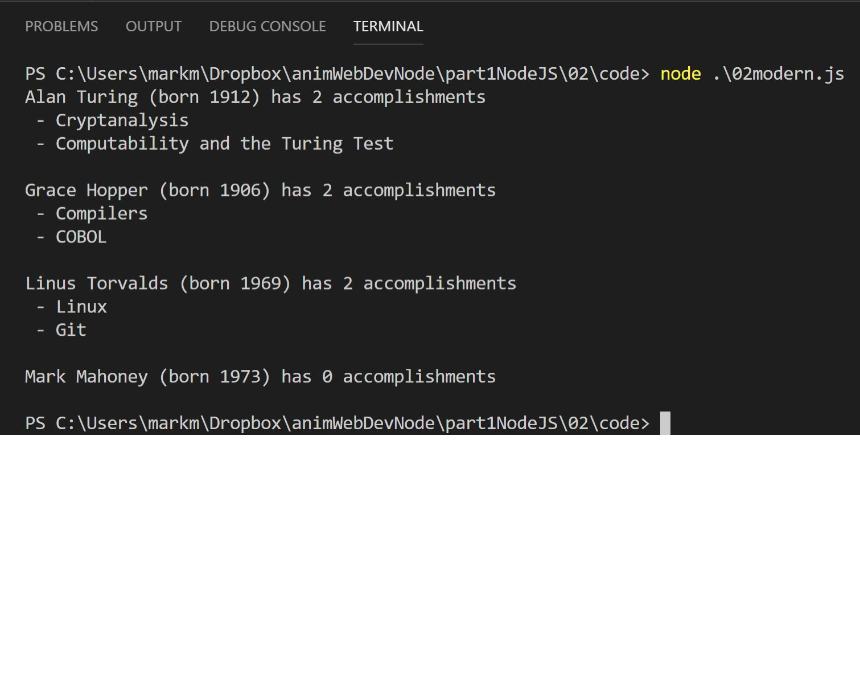 PROBLEMS OUTPUT DEBUG CONSOLE TERMINAL
PS C:\Users\markm\Dropbox\animWebDevNode\part1NodeJS\02\code> node .\02modern.js
Alan Turing (born 1912) has 2 accomplishments
 - Cryptanalysis
 - Computability and the Turing Test
Grace Hopper (born 1906) has 2 accomplishments
 - Compilers
 - COBOL
Linus Torvalds (born 1969) has 2 accomplishments
 - Linux
 - Git
Mark Mahoney (born 1973) has 0 accomplishments
PS C:\Users\markm\Dropbox\animWebDevNode\part1NodeJS\02\code>